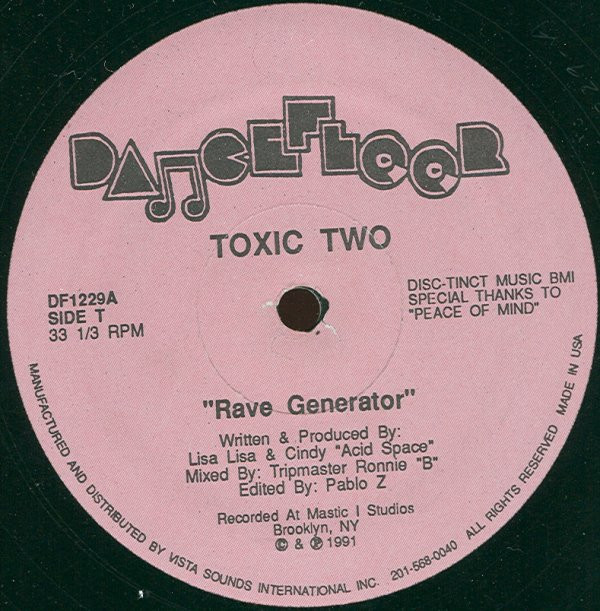 DANCEFLOOR
TOXIC TWO
DF1229A
SIDE T
33 1/3 RPM
DISC-TINCT MUSIC BMI
SPECIAL THANKS TO
"PEACE OF MIND"
"Rave Generator"
Written & Produced By:
Lisa Lisa & Cindy "Acid Space"
Mixed By: Tripmaster Ronnie "B"
Edited By: Pablo Z
Recorded At Mastic I Studios
Brooklyn, NY
© & ℗ 1991
MANUFACTURED AND DISTRIBUTED BY VISTA SOUNDS INTERNATIONAL INC. 201-568-0040 ALL RIGHTS RESERVED MADE IN USA